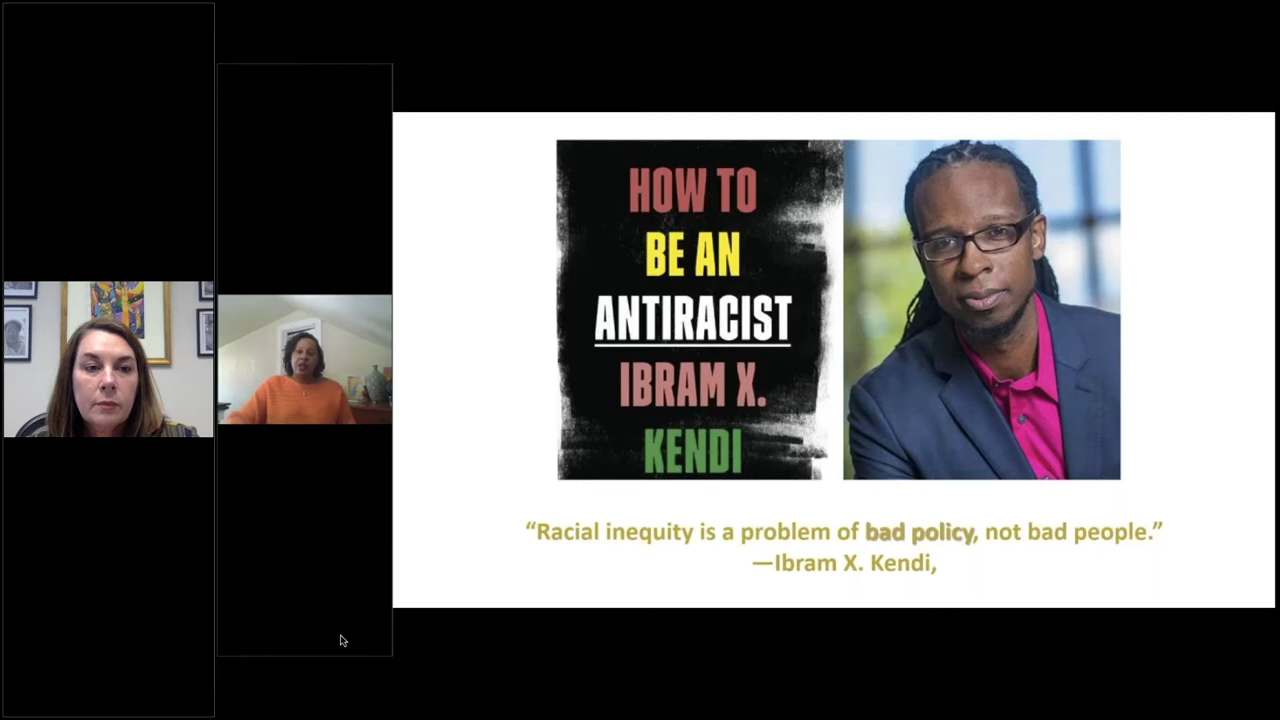 HOW TO
BE AN
ANTIRACIST
IBRAM X.
KENDI
“Racial inequity is a problem of bad policy, not bad people.”
—Ibram X. Kendi,